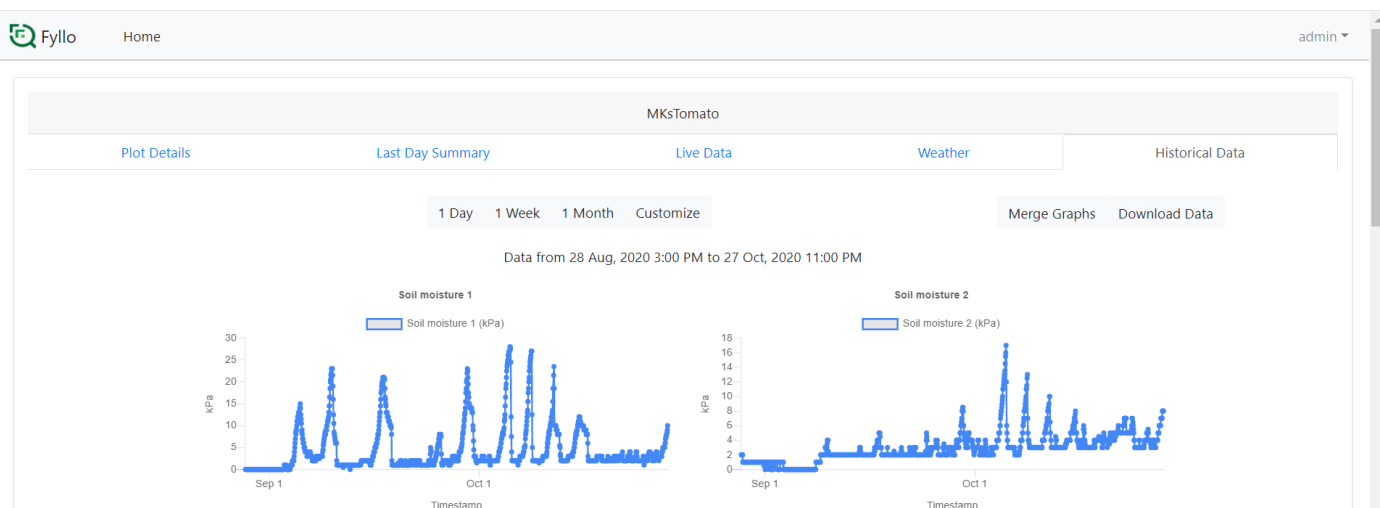 Fyllo Home admin
MKsTomato
Plot Details Last Day Summary Live Data Weather Historical Data
1 Day 1 Week 1 Month Customize Merge Graphs Download Data
Data from 28 Aug, 2020 3:00 PM to 27 Oct, 2020 11:00 PM
Soil moisture 1
Soil moisture 1 (kPa)
30
25
20
15
10
5
0
kPa
Sep 1 Oct 1
Timestamp
Soil moisture 2
Soil moisture 2 (kPa)
18
16
14
12
10
8
6
4
2
0
kPa
Sep 1 Oct 1
Timestamp